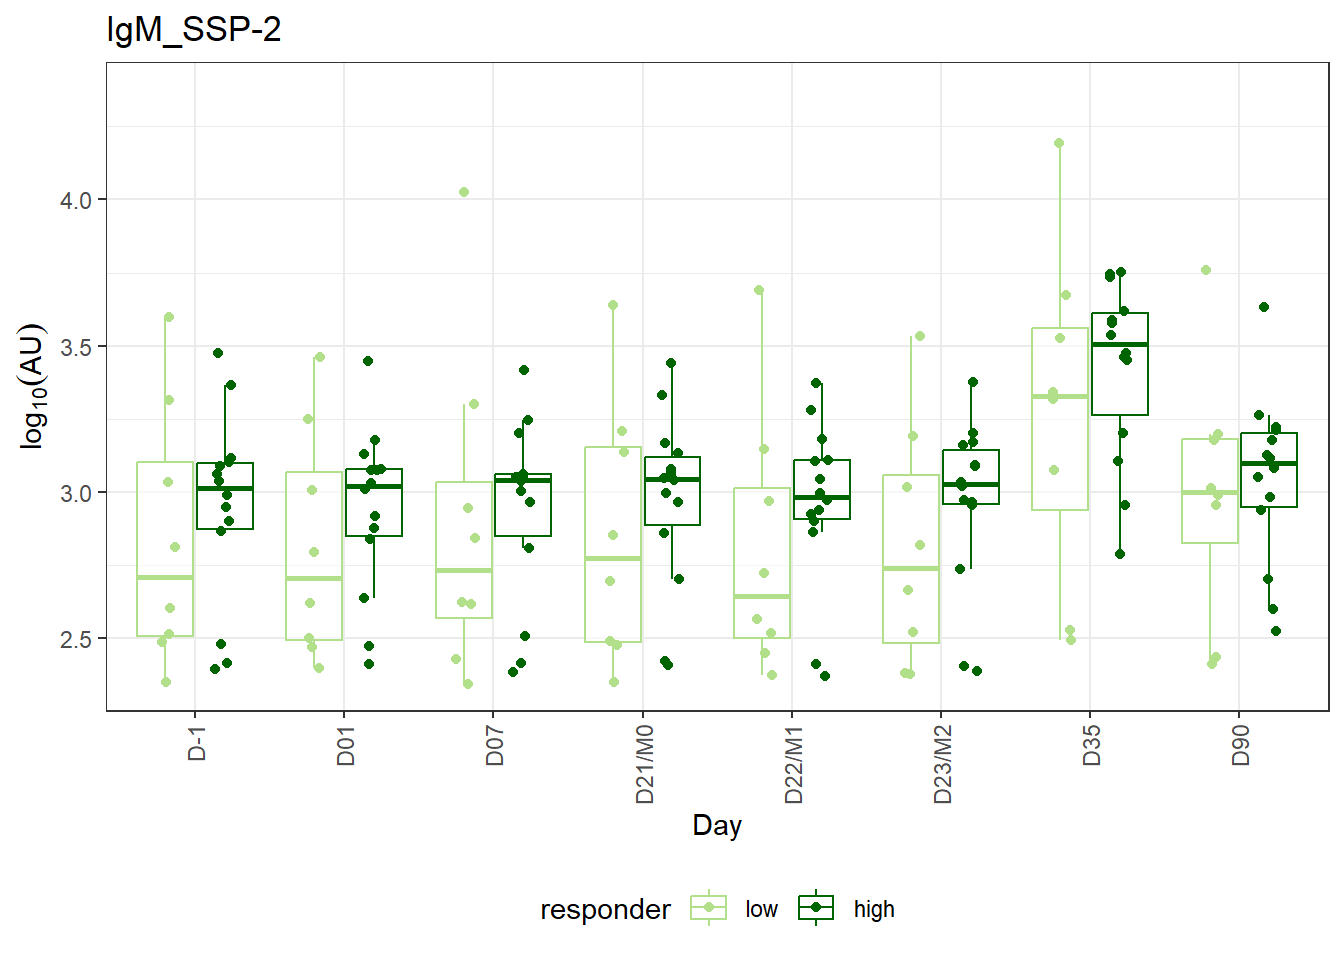 IgM_SSP-2
log₁₀(AU)
4.0
3.5
3.0
2.5
D-1
D01
D07
D21/M0
D22/M1
D23/M2
D35
D90
Day
responder low high